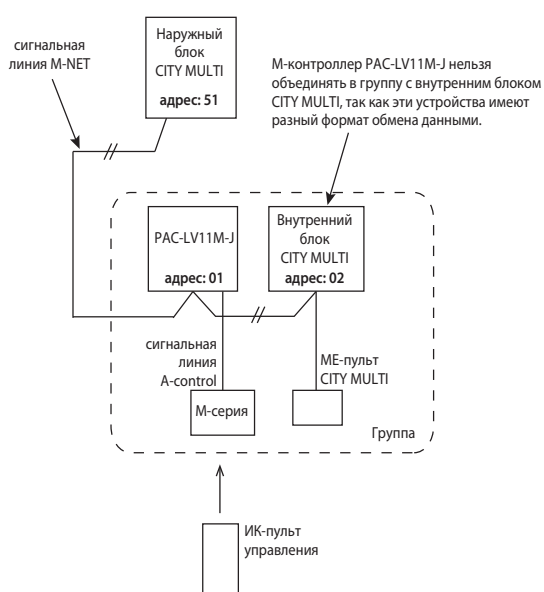 сигнальная
линия M-NET
Наружный
блок
CITY MULTI
адрес: 51
М-контроллер PAC-LV11M-J нельзя
объединять в группу с внутренним блоком
CITY MULTI, так как эти устройства имеют
разный формат обмена данными.
PAC-LV11M-J
адрес: 01
Внутренний
блок
CITY MULTI
адрес: 02
сигнальная
линия
A-control
М-серия
МЕ-пульт
CITY MULTI
Группа
ИК-пульт
управления